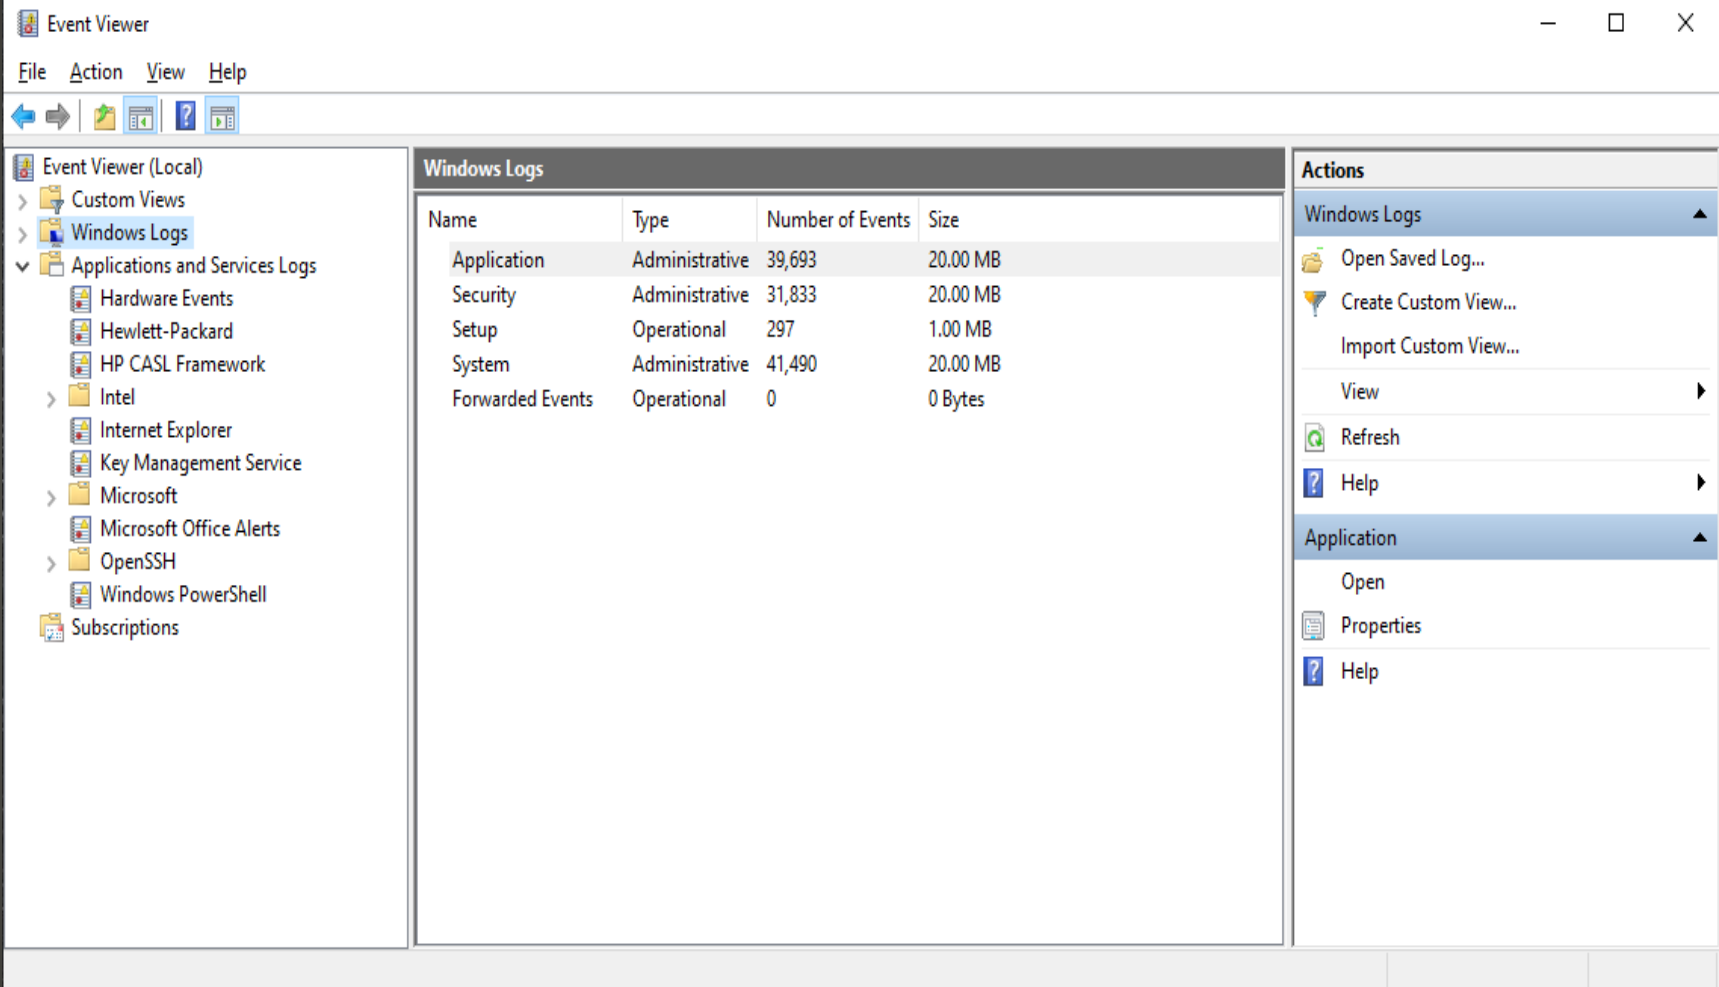 Event Viewer
File Action View Help
Event Viewer (Local)
Custom Views
Windows Logs
Applications and Services Logs
Hardware Events
Hewlett-Packard
HP CASL Framework
Intel
Internet Explorer
Key Management Service
Microsoft
Microsoft Office Alerts
OpenSSH
Windows PowerShell
Subscriptions
Windows Logs
Name Type Number of Events Size
Application Administrative 39,693 20.00 MB
Security Administrative 31,833 20.00 MB
Setup Operational 297 1.00 MB
System Administrative 41,490 20.00 MB
Forwarded Events Operational 0 0 Bytes
Actions
Windows Logs
Open Saved Log...
Create Custom View...
Import Custom View...
View
Refresh
Help
Application
Open
Properties
Help